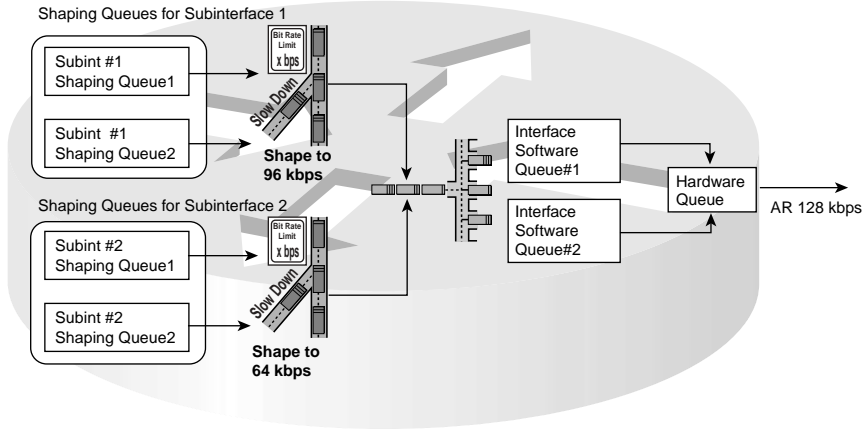 Shaping Queues for Subinterface 1
Subint #1
Shaping Queue1
Subint #1
Shaping Queue2
Bit Rate
Limit
x bps
Slow Down
Shape to
96 kbps
Shaping Queues for Subinterface 2
Subint #2
Shaping Queue1
Subint #2
Shaping Queue2
Bit Rate
Limit
x bps
Slow Down
Shape to
64 kbps
Interface
Software
Queue#1
Interface
Software
Queue#2
Hardware
Queue
AR 128 kbps